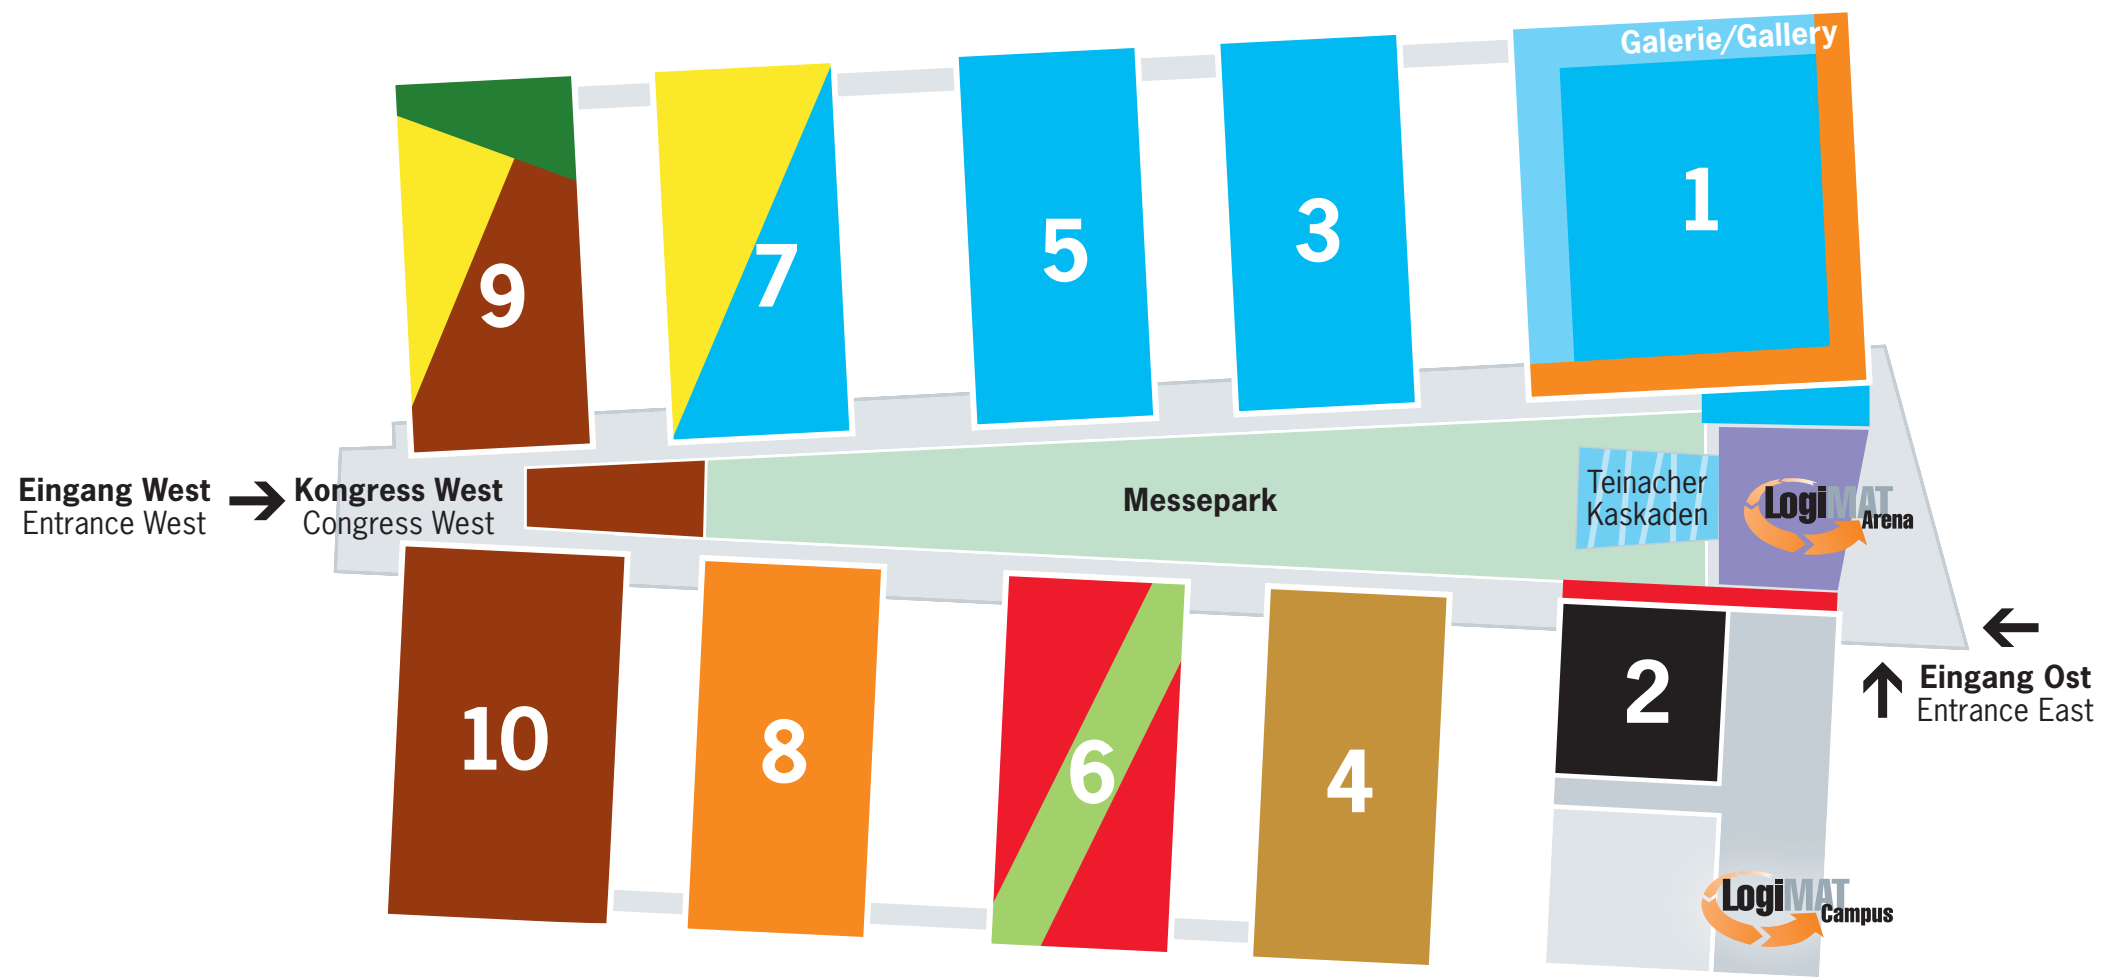 Galerie/Gallery
9
7
5
3
1
Eingang West
Entrance West
Kongress West
Congress West
Messepark
Teinacher
Kaskaden
LogiMAT
Arena
10
8
6
4
2
Eingang Ost
Entrance East
LogiMAT
Campus